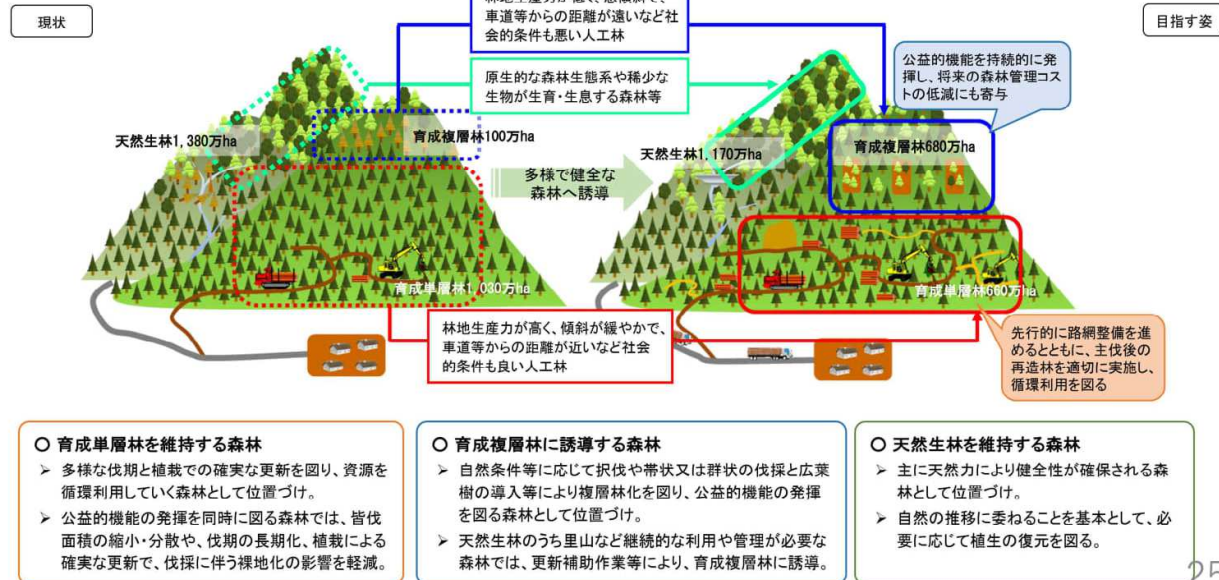 現状
目指す姿
車道等からの距離が遠いなど社
会的条件も悪い人工林
原生的な森林生態系や稀少な
生物が生育・生息する森林等
公益的機能を持続的に発
揮し、将来の森林管理コス
トの低減にも寄与
天然生林1,380万ha
育成複層林100万ha
育成単層林1,030万ha
多様で健全な
森林へ誘導
天然生林1,170万ha
育成複層林680万ha
育成単層林660万ha
林地生産力が高く、傾斜が緩やかで、
車道等からの距離が近いなど社会
的条件も良い人工林
先行的に路網整備を進
めるとともに、主伐後の
再造林を適切に実施し、
循環利用を図る
○ 育成単層林を維持する森林
➢ 多様な伐期と植栽での確実な更新を図り、資源を
循環利用していく森林として位置づけ。
➢ 公益的機能の発揮を同時に図る森林では、皆伐
面積の縮小・分散や、伐期の長期化、植栽による
確実な更新で、伐採に伴う裸地化の影響を軽減。
○ 育成複層林に誘導する森林
➢ 自然条件等に応じて択伐や帯状又は群状の伐採と広葉
樹の導入等により複層林化を図り、公益的機能の発揮
を図る森林として位置づけ。
➢ 天然生林のうち里山など継続的な利用や管理が必要な
森林では、更新補助作業等により、育成複層林に誘導。
○ 天然生林を維持する森林
➢ 主に天然力により健全性が確保される森
林として位置づけ。
➢ 自然の推移に委ねることを基本として、必
要に応じて植生の復元を図る。
25